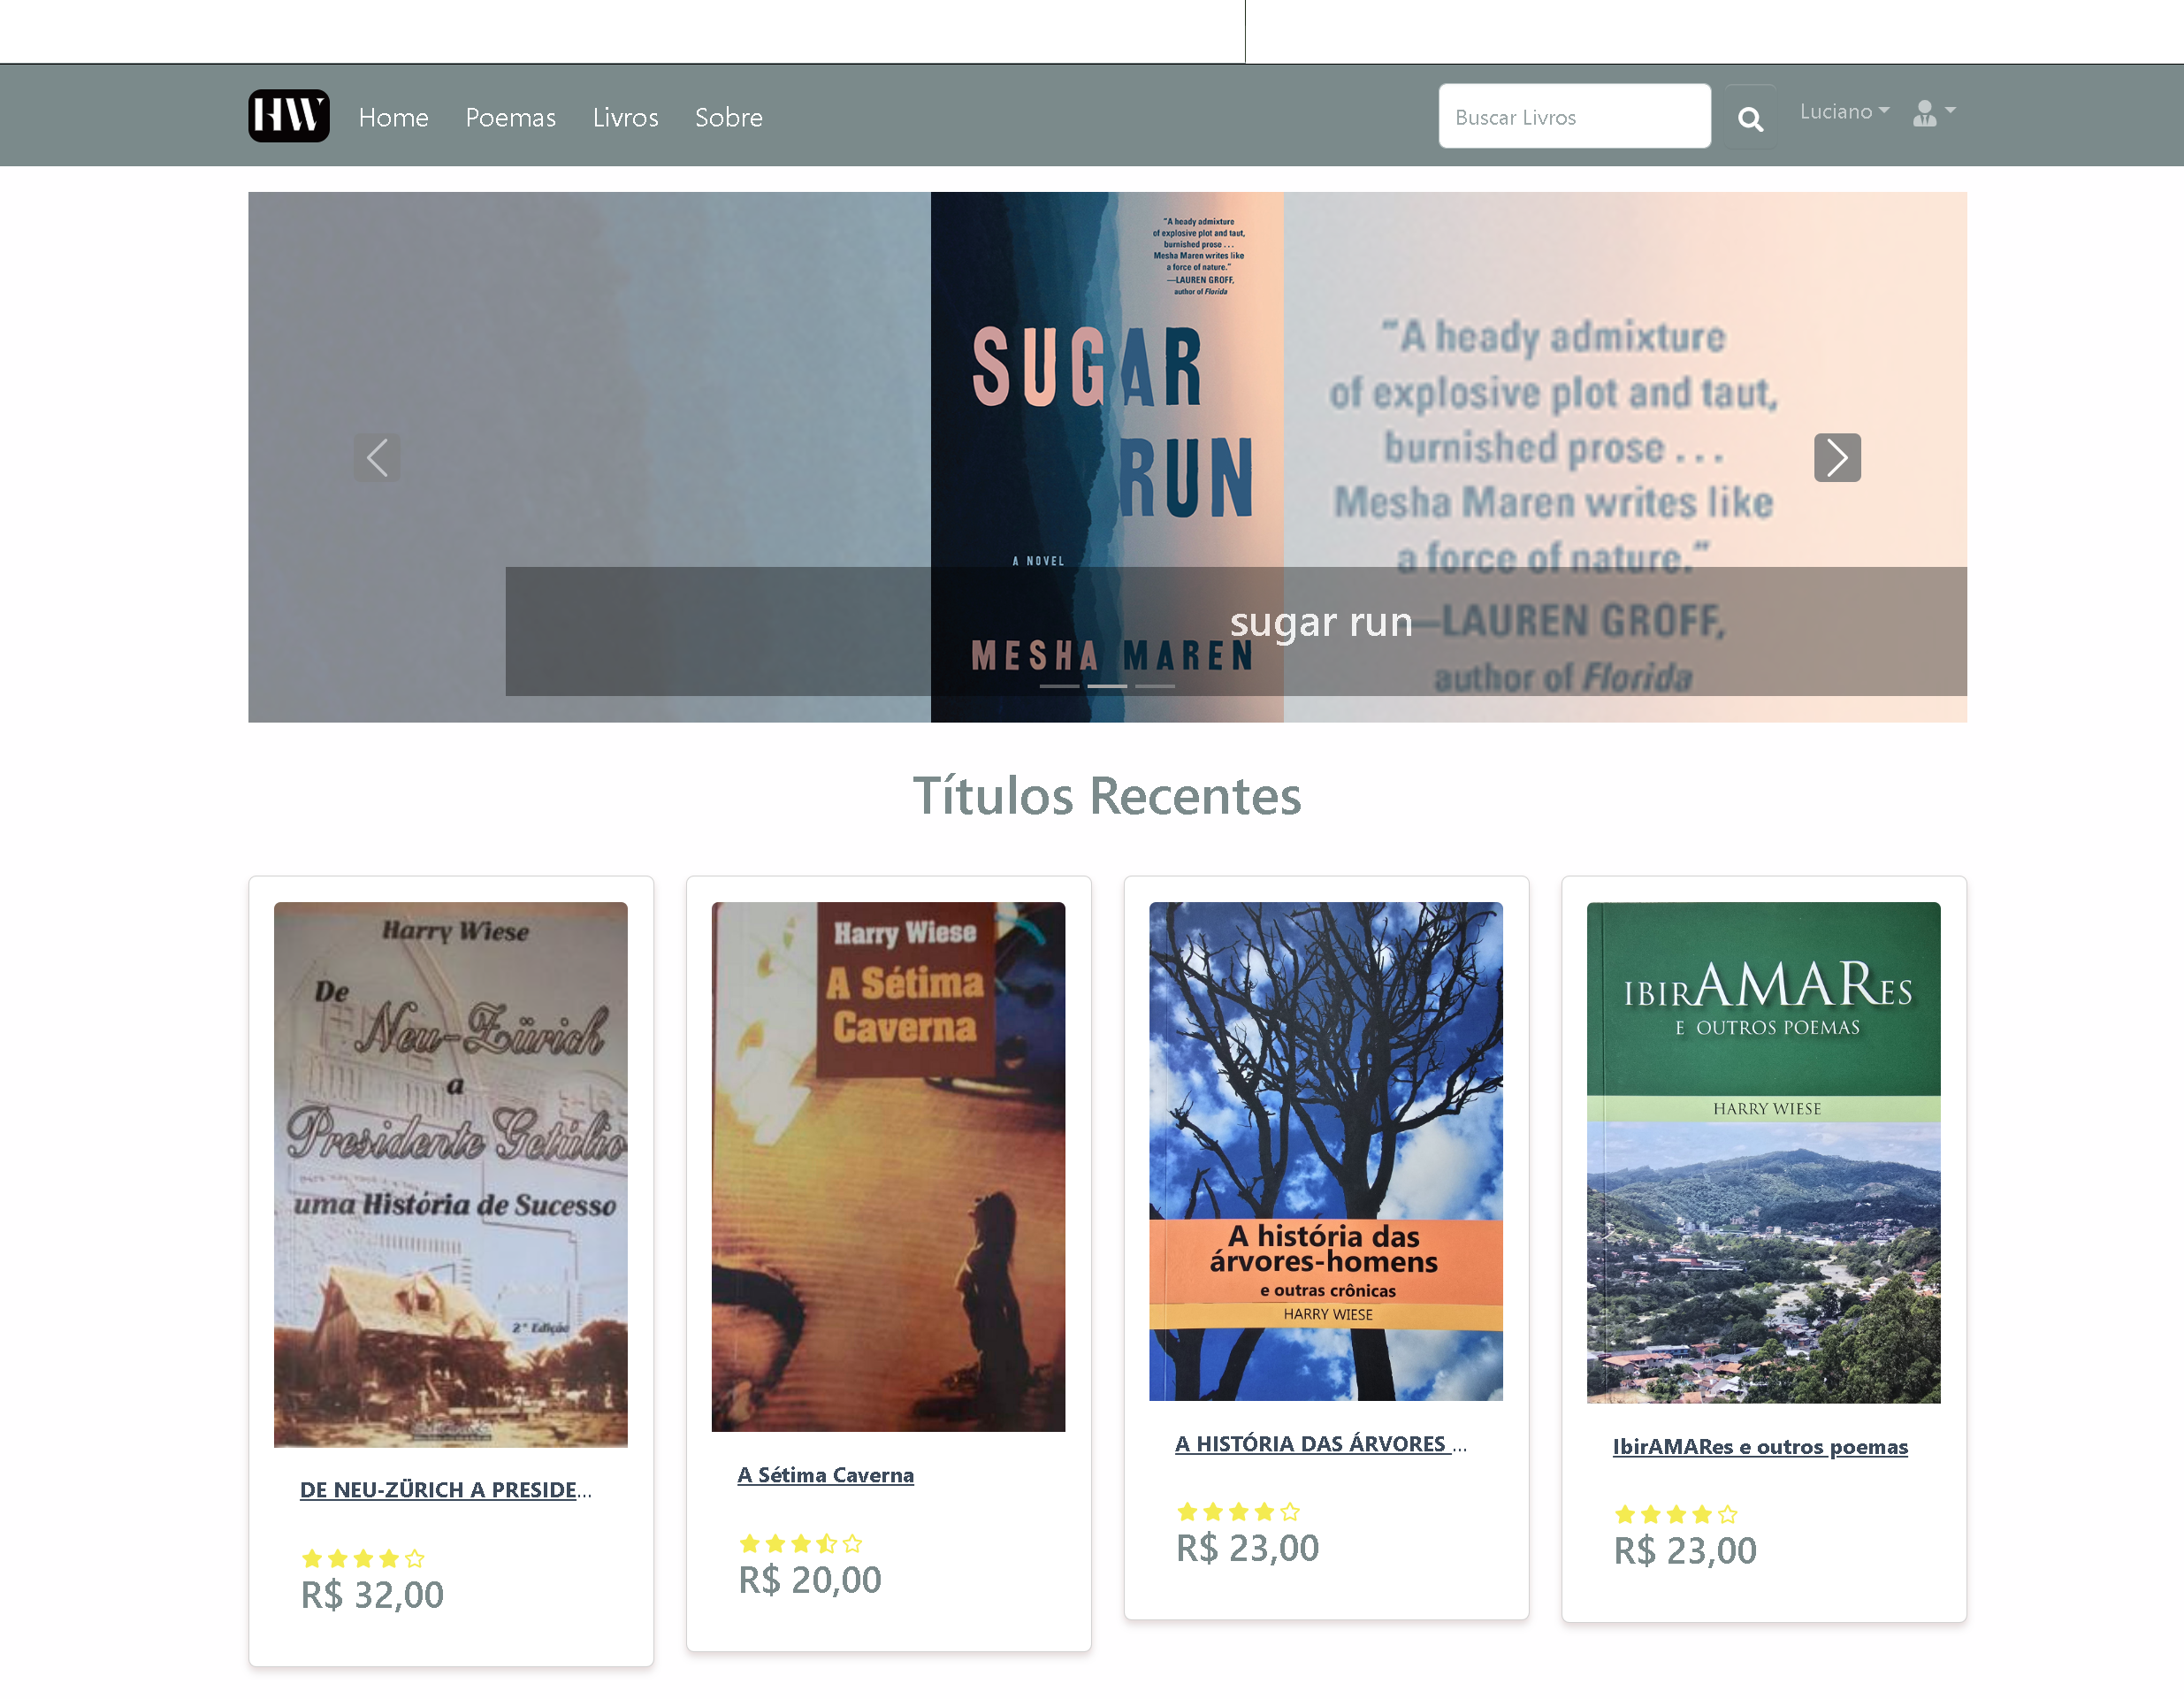 HW
Home
Poemas
Livros
Sobre
Buscar Livros
Luciano
"A heady admixture
of explosive plot and taut,
burnished prose . . .
Mesha Maren writes like
a force of nature."
—LAUREN GROFF,
author of Florida
SUGAR
RUN
A NOVEL
MESHA MAREN
"A heady admixture
of explosive plot and taut,
burnished prose . . .
Mesha Maren writes like
a force of nature."
—LAUREN GROFF,
author of Florida
sugar run
Títulos Recentes
Harry Wiese
De
Neu-Zürich
a
Presidente Getúlio
uma História de Sucesso
2ª Edição
DE NEU-ZÜRICH A PRESIDE...
R$ 32,00
Harry Wiese
A Sétima
Caverna
A Sétima Caverna
R$ 20,00
A história das
árvores-homens
e outras crônicas
HARRY WIESE
A HISTÓRIA DAS ÁRVORES ...
R$ 23,00
IBIRAMARES
E OUTROS POEMAS
HARRY WIESE
IbirAMARes e outros poemas
R$ 23,00